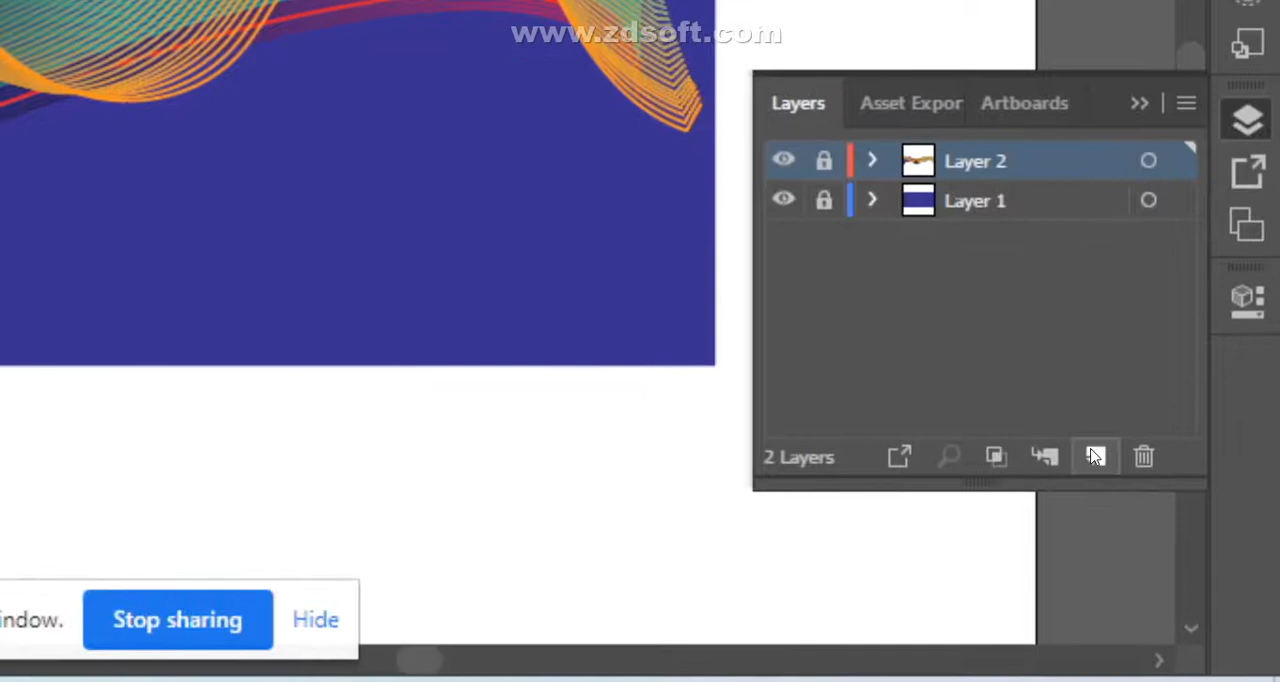 www.zdsoft.com
Layers Asset Expor Artboards
Layer 2
Layer 1
2 Layers
indow. Stop sharing Hide